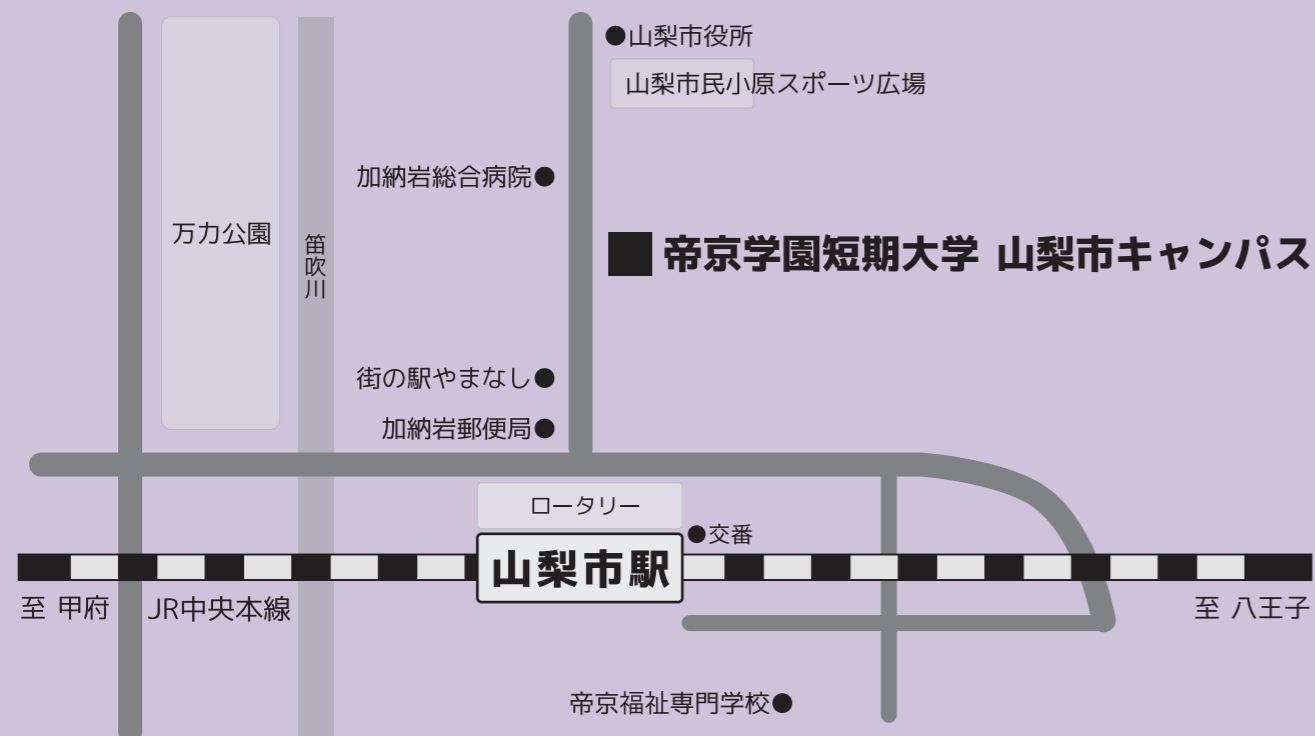 山梨市役所
山梨市民小原スポーツ広場
加納岩総合病院
万力公園
笛吹川
帝京学園短期大学 山梨市キャンパス
街の駅やまなし
加納岩郵便局
ロータリー
交番
山梨市駅
至 甲府
JR中央本線
至 八王子
帝京福祉専門学校